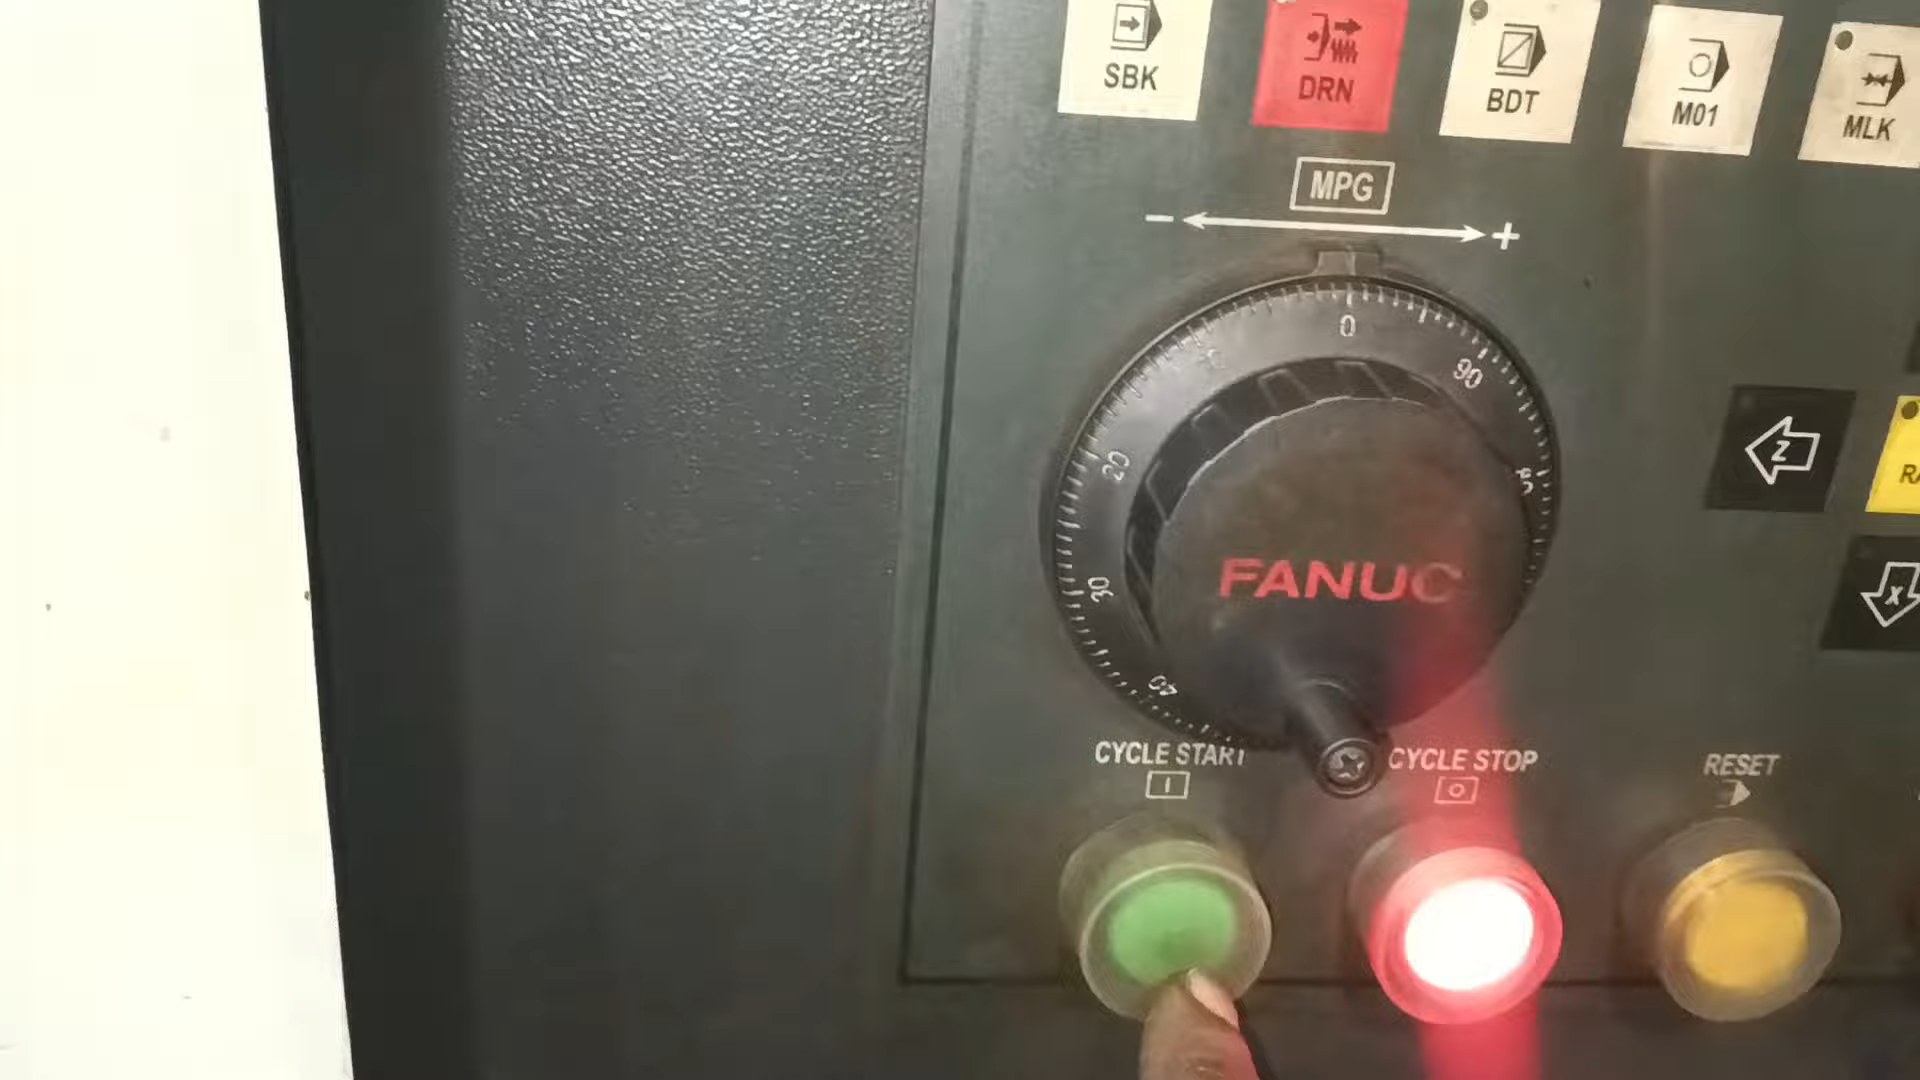 SBK
DRN
BDT
M01
MLK
MPG
− +
0
90
20
30
40
Z
X
FANUC
CYCLE START
CYCLE STOP
RESET